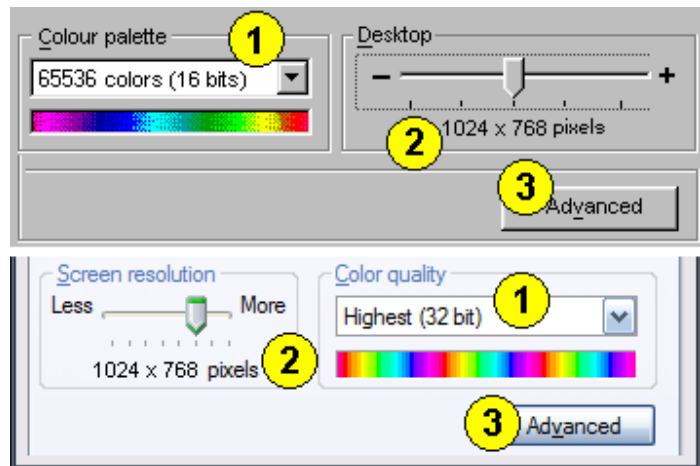 Colour palette
1
Desktop
65536 colors (16 bits)
– +
2
1024 x 768 pixels
3
Advanced
Screen resolution
Less More
1024 x 768 pixels
2
Color quality
1
Highest (32 bit)
3
Advanced